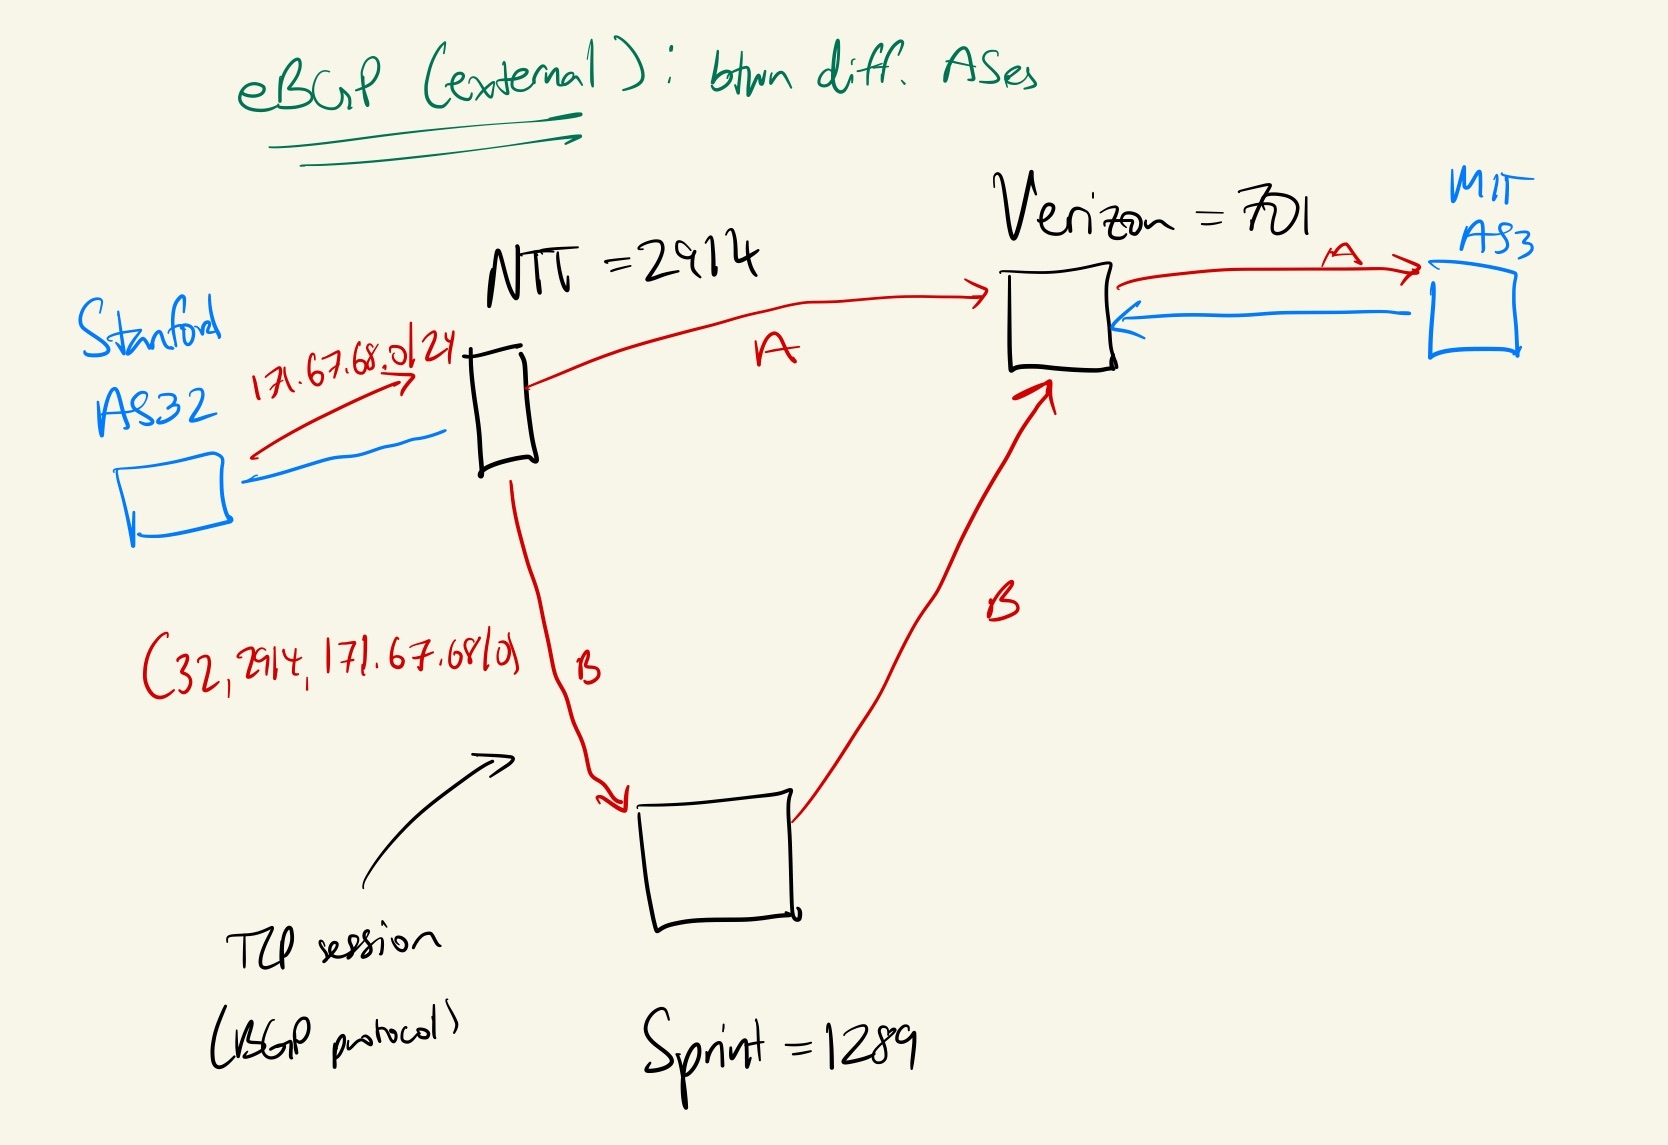 eBGP (external): btwn diff. ASes
Verizon = 701
MIT
AS3
NTT = 2914
A
Stanford
171.67.68.0/24
A
AS32
B
(32, 2914, 171.67.68/0)
B
TCP session
(BGP protocol)
Sprint = 1289